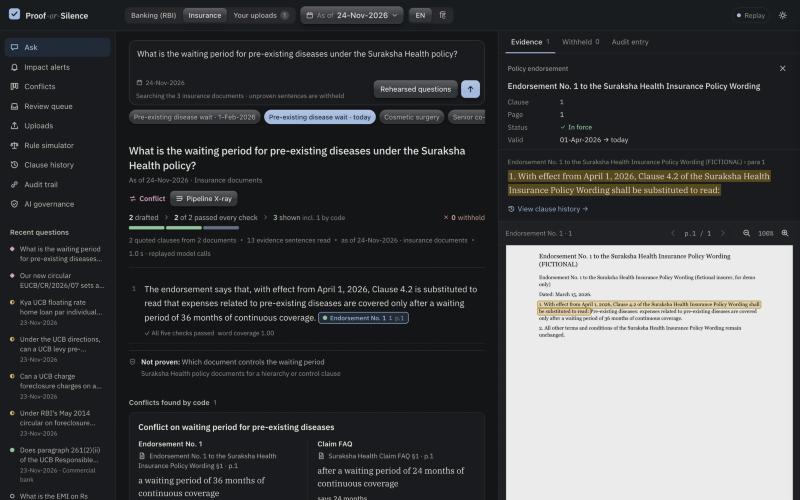 Proof-or-Silence
Banking (RBI)
Insurance
Your uploads
As of 24-Nov-2026
EN
Replay
Ask
Impact alerts
Conflicts
Review queue
Uploads
Rule simulator
Clause history
Audit trail
AI governance
Recent questions
What is the waiting period for pre-existing diseases…
Our new circular EUCB/CR/2026/07 sets a…
Kya UCB floating rate home loan par individual…
23-Nov-2026
Under the UCB directions, can a UCB levy pre-…
23-Nov-2026
Can a UCB charge foreclosure charges on a…
23-Nov-2026
Under RBI's May 2014 circular on foreclosure…
23-Nov-2026
Does paragraph 261(2)(ii) of the UCB Responsible…
23-Nov-2026 · Commercial bank
What is the EMI on Rs
What is the waiting period for pre-existing diseases under the Suraksha Health policy?
24-Nov-2026
Searching the 3 insurance documents · unproven sentences are withheld
Rehearsed questions
Pre-existing disease wait · 1-Feb-2026
Pre-existing disease wait · today
Cosmetic surgery
Senior co-
What is the waiting period for pre-existing diseases under the Suraksha
Health policy?
As of 24-Nov-2026 · Insurance documents
Conflict
Pipeline X-ray
2 drafted › 2 of 2 passed every check › 3 shown incl. 1 by code
× 0 withheld
2 quoted clauses from 2 documents • 13 evidence sentences read • as of 24-Nov-2026 · insurance documents •
1.0 s · replayed model calls
1 The endorsement says that, with effect from April 1, 2026, Clause 4.2 is substituted to
read that expenses related to pre-existing diseases are covered only after a waiting
period of 36 months of continuous coverage. Endorsement No. 1 1 p.1
✓ All five checks passed word coverage 1.00
Not proven: Which document controls the waiting period
Suraksha policy documents for a hierarchy or control clause
Conflicts found by code 1
Conflict on waiting period for pre-existing diseases
Endorsement No. 1
Endorsement No. 1 to the Suraksha Health
Insurance Policy Wording §1 · p.1
a waiting period of 36 months of
continuous coverage
Claim FAQ
Suraksha Health Claim FAQ §1 · p.1
after a waiting period of 24 months of
continuous coverage
says 24 months
Evidence 1
Withheld 0
Audit entry
Policy endorsement
Endorsement No. 1 to the Suraksha Health Policy Wording
Clause 1
Page 1
Status ✓ In force
Valid 01-Apr-2026 → today
Endorsement No. 1 to the Suraksha Health Insurance Policy Wording (FICTIONAL) › para 1
1. With effect from April 1, 2026, Clause 4.2 of the Suraksha Health
Insurance Policy Wording shall be substituted to read:
View clause history →
Endorsement No. 1 · 1
p.1 / 1
100%
Endorsement No. 1 to the Suraksha Health Insurance Policy Wording
(FICTIONAL)
Endorsement No. 1 to the Suraksha Health Insurance Policy Wording (fictional insurer, for demo
only)
Dated: March 15, 2026.
1. With effect from April 1, 2026, Clause 4.2 of the Suraksha Health Insurance Policy Wording shall
be substituted to read: Pre-existing diseases: expenses related to pre-existing diseases are covered
only after a waiting period of 36 months of continuous coverage.
2. All other terms and conditions of the Suraksha Health Insurance Policy Wording remain
unchanged.